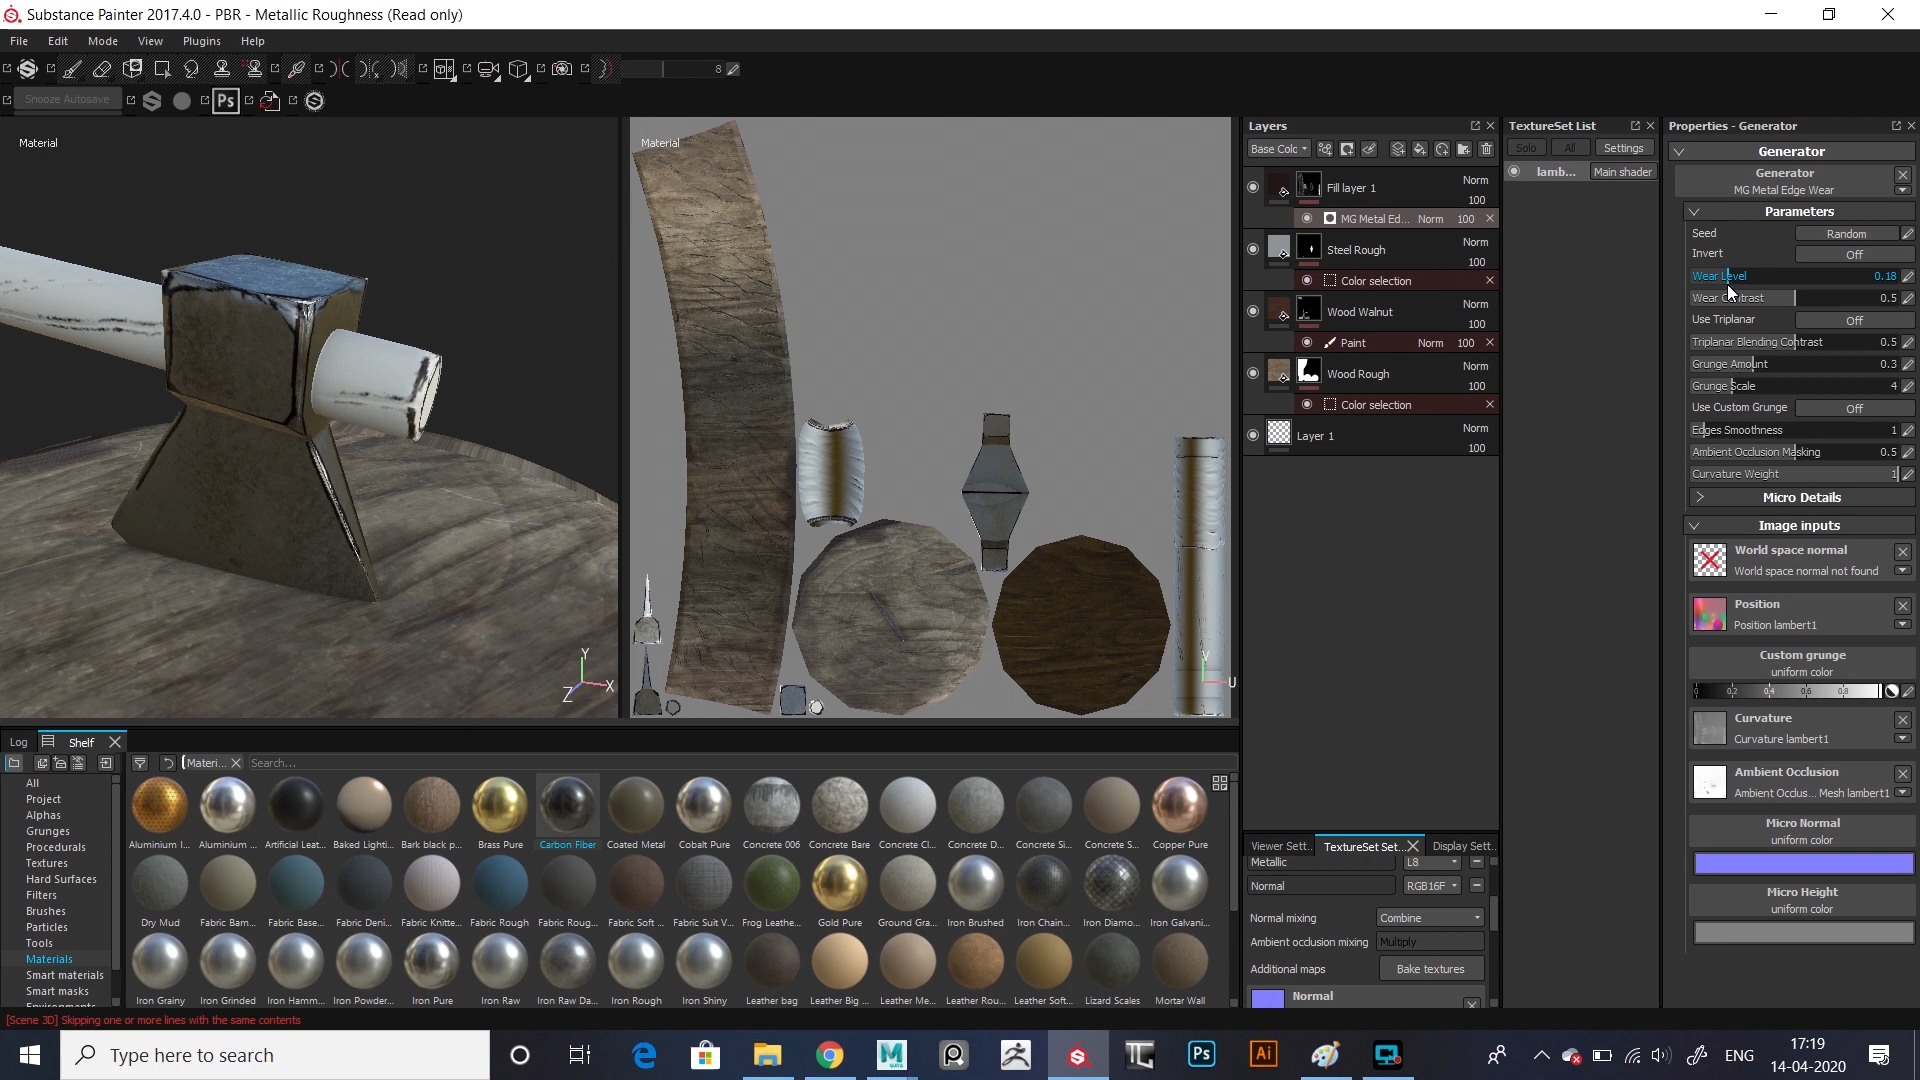 Substance Painter 2017.4.0 - PBR - Metallic Roughness (Read only)
File Edit Mode View Plugins Help
8
Snooze Autosave
Ps
Material
Material
Y
X
Z
V
U
Layers
Base Colc
Fill layer 1 Norm 100
MG Metal Ed... Norm 100
Steel Rough Norm 100
Color selection
Wood Walnut Norm 100
Paint Norm 100
Wood Rough Norm 100
Color selection
Layer 1 Norm 100
TextureSet List
Solo All Settings
lamb... Main shader
Properties - Generator
Generator
Generator
MG Metal Edge Wear
Parameters
Seed Random
Invert Off
Wear Level 0.18
Wear Contrast 0.5
Use Triplanar Off
Triplanar Blending Contrast 0.5
Grunge Amount 0.3
Grunge Scale 4
Use Custom Grunge Off
Edges Smoothness 1
Ambient Occlusion Masking 0.5
Curvature Weight 1
Micro Details
Image inputs
World space normal
World space normal not found
Position
Position lambert1
Custom grunge
uniform color
0 0.2 0.4 0.6 0.8
Curvature
Curvature lambert1
Ambient Occlusion
Ambient Occlus... Mesh lambert1
Micro Normal
uniform color
Micro Height
uniform color
Viewer Sett.. TextureSet Set... Display Sett..
Metallic L8
Normal RGB16F
Normal mixing Combine
Ambient occlusion mixing Multiply
Additional maps Bake textures
Normal
Log Shelf
Materi... Search...
All
Project
Alphas
Grunges
Procedurals
Textures
Hard Surfaces
Filters
Brushes
Particles
Tools
Materials
Smart materials
Smart masks
Environments
Aluminium I... Aluminium ... Artificial Leat... Baked Lighti... Bark black p... Brass Pure Carbon Fiber Coated Metal Cobalt Pure Concrete 006 Concrete Bare Concrete Cl... Concrete D... Concrete Si... Concrete S... Copper Pure
Dry Mud Fabric Bam... Fabric Base... Fabric Deni... Fabric Knitte... Fabric Rough Fabric Roug... Fabric Soft ... Fabric Suit V... Frog Leathe... Gold Pure Ground Gra... Iron Brushed Iron Chain... Iron Diamo... Iron Galvani...
Iron Grainy Iron Grinded Iron Hamm... Iron Powder... Iron Pure Iron Raw Iron Raw Da... Iron Rough Iron Shiny Leather bag Leather Big ... Leather Me... Leather Rou... Leather Soft... Lizard Scales Mortar Wall
[Scene 3D] Skipping one or more lines with the same contents
Type here to search
Ps
Ai
ENG
17:19
14-04-2020